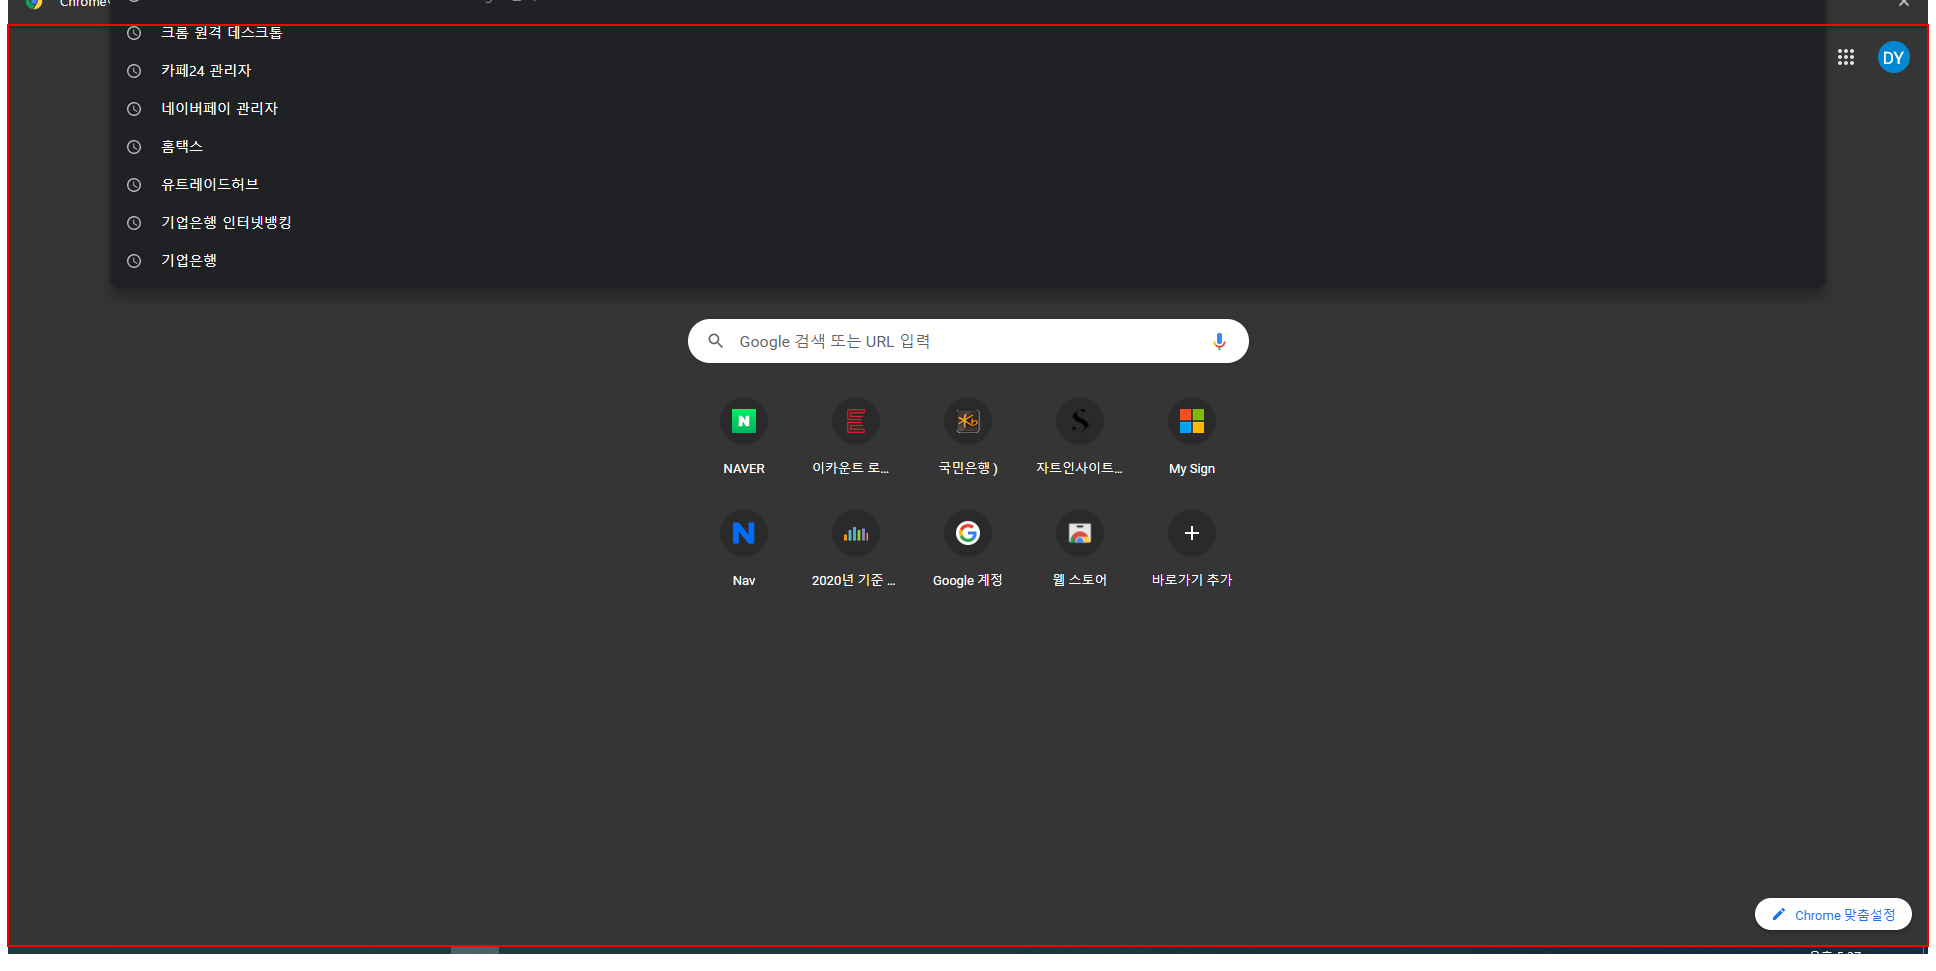 Chrome
크롬 원격 데스크톱
DY
카페24 관리자
네이버페이 관리자
홈택스
유트레이드허브
기업은행 인터넷뱅킹
기업은행
Google 검색 또는 URL 입력
NAVER
이카운트 로...
국민은행 )
자트인사이트...
My Sign
Nav
2020년 기준 ...
Google 계정
웹 스토어
바로가기 추가
Chrome 맞춤설정